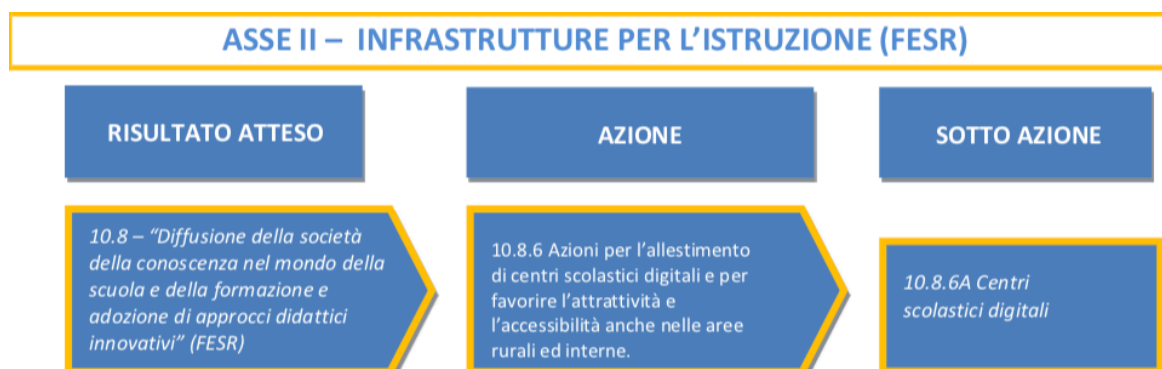 ASSE II – INFRASTRUTTURE PER L’ISTRUZIONE (FESR)
RISULTATO ATTESO
AZIONE
SOTTO AZIONE
10.8 – “Diffusione della società
della conoscenza nel mondo della
scuola e della formazione e
adozione di approcci didattici
innovativi” (FESR)
10.8.6 Azioni per l’allestimento
di centri scolastici digitali e per
favorire l’attrattività e
l’accessibilità anche nelle aree
rurali ed interne.
10.8.6A Centri
scolastici digitali